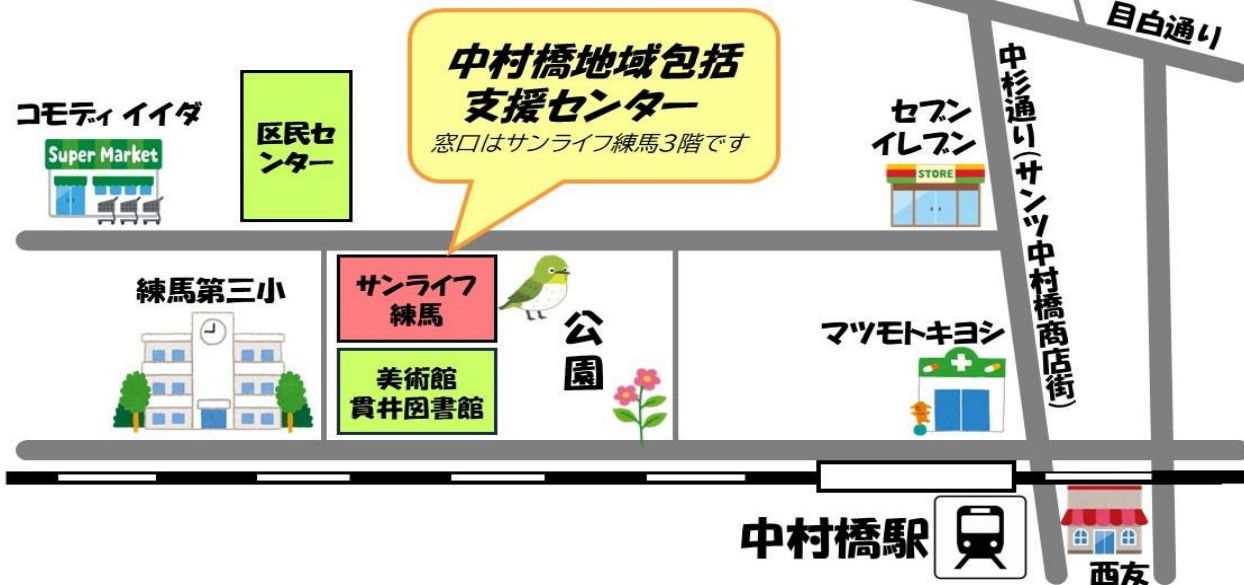 目白通り
中村橋地域包括
支援センター
窓口はサンライフ練馬3階です
コモディ イイダ
Super Market
区民セ
ンター
セブン
イレブン
STORE
中杉通り(サンツ中村橋商店街)
練馬第三小
サンライフ
練馬
公
園
マツモトキヨシ
美術館
貫井図書館
中村橋駅
西友